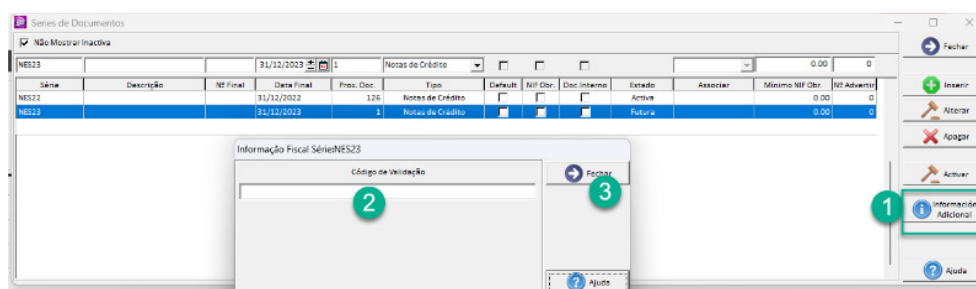 Series de Documentos
Não Mostrar Inactiva
Fechar
NES23 31/12/2023 1 Notas de Crédito 0.00 0
Série Descrição Nº Final Data Final Prox. Doc. Tipo Default NIF Obr. Doc Interno Estado Associar Mínimo NIF Obr. Nº Advertir
NES22 31/12/2022 126 Notas de Crédito Activa 0.00 0
NES23 31/12/2023 1 Notas de Crédito Futura 0.00 0
Inserir
Alterar
Apagar
Activar
1
Información
Adicional
Ajuda
Informação Fiscal Série:NES23
Código de Validação
2
Fechar
3
Ajuda